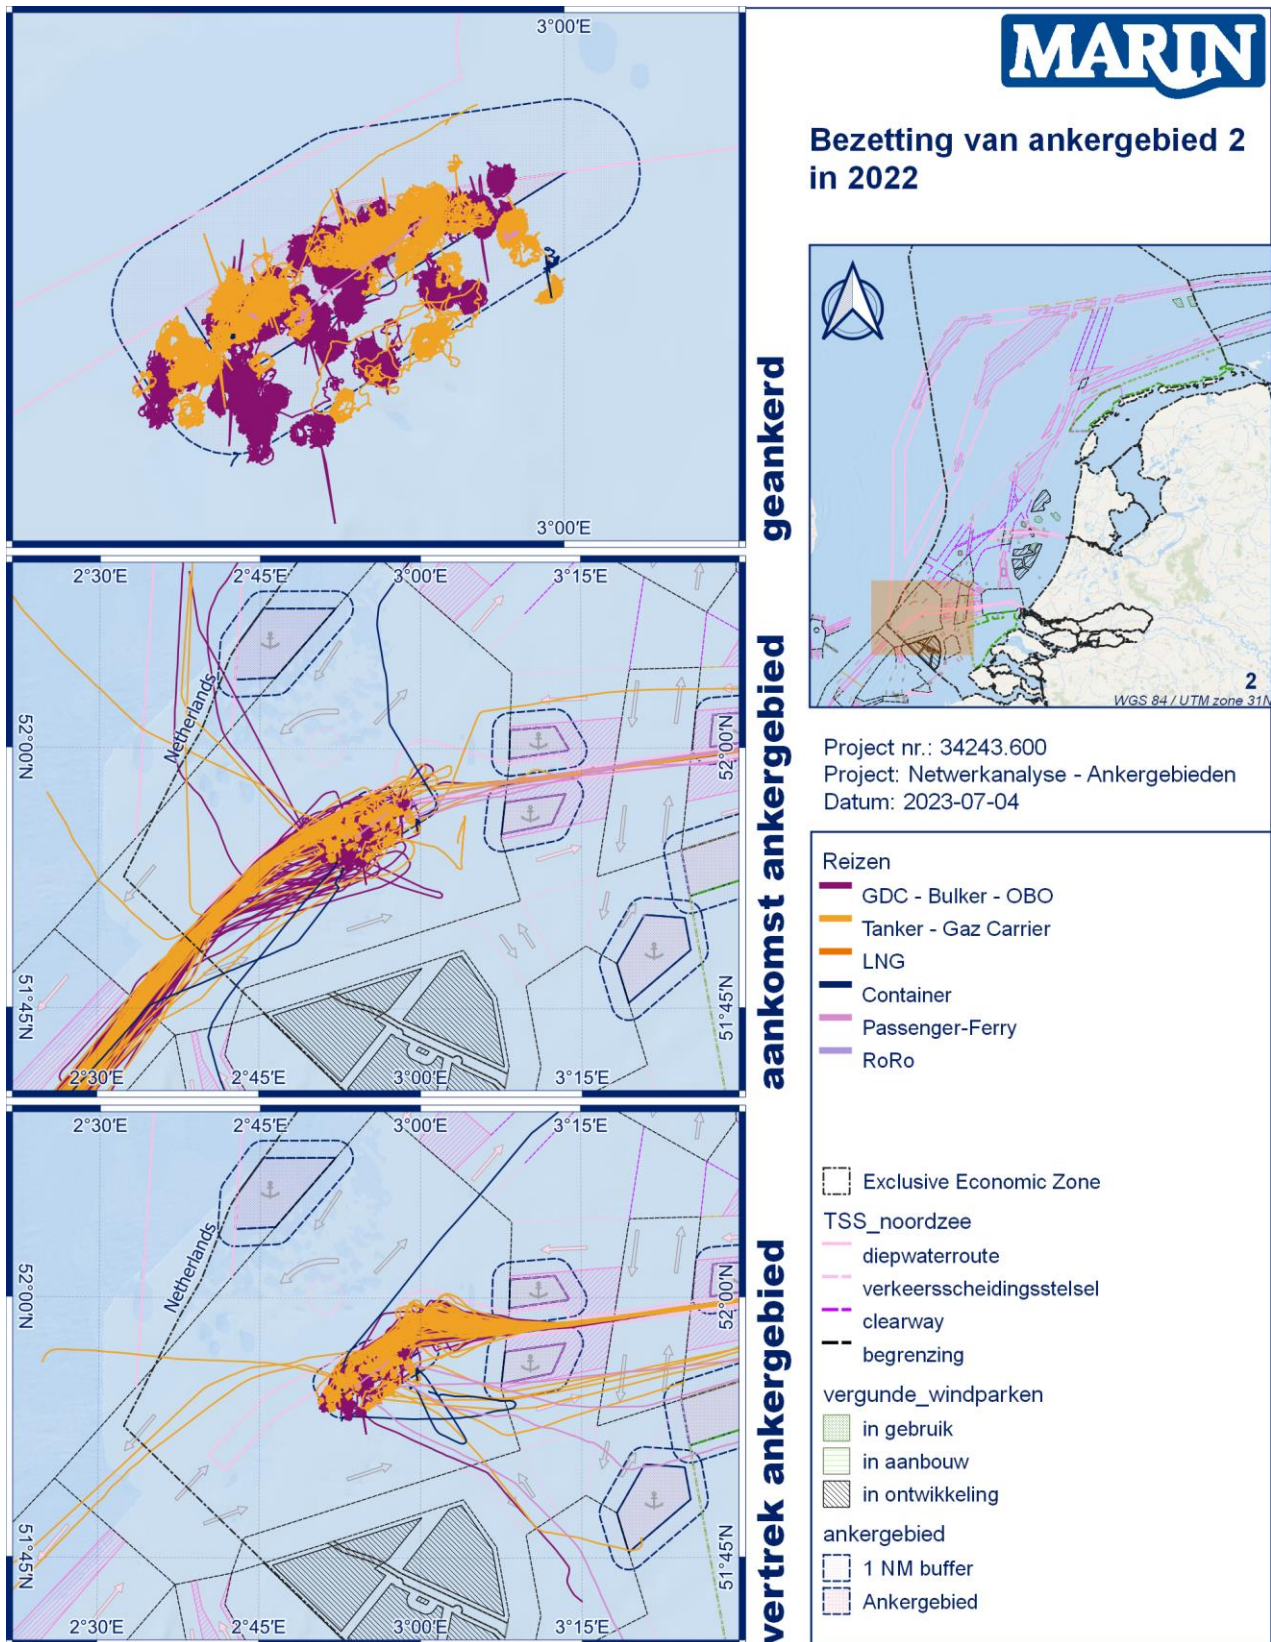 3°00'E
3°00'E
geankerd
2°30'E
2°45'E
3°00'E
3°15'E
52°00'N
52°00'N
Netherlands
51°45'N
51°45'N
2°30'E
2°45'E
3°00'E
3°15'E
aankomst ankergebied
2°30'E
2°45'E
3°00'E
3°15'E
52°00'N
52°00'N
Netherlands
51°45'N
51°45'N
2°30'E
2°45'E
3°00'E
3°15'E
vertrek ankergebied
MARIN
Bezetting van ankergebied 2
in 2022
2
WGS 84 / UTM zone 31N
Project nr.: 34243.600
Project: Netwerkanalyse - Ankergebieden
Datum: 2023-07-04
Reizen
GDC - Bulker - OBO
Tanker - Gaz Carrier
LNG
Container
Passenger-Ferry
RoRo
Exclusive Economic Zone
TSS_noordzee
diepwaterroute
verkeersscheidingsstelsel
clearway
begrenzing
vergunde_windparken
in gebruik
in aanbouw
in ontwikkeling
ankergebied
1 NM buffer
Ankergebied